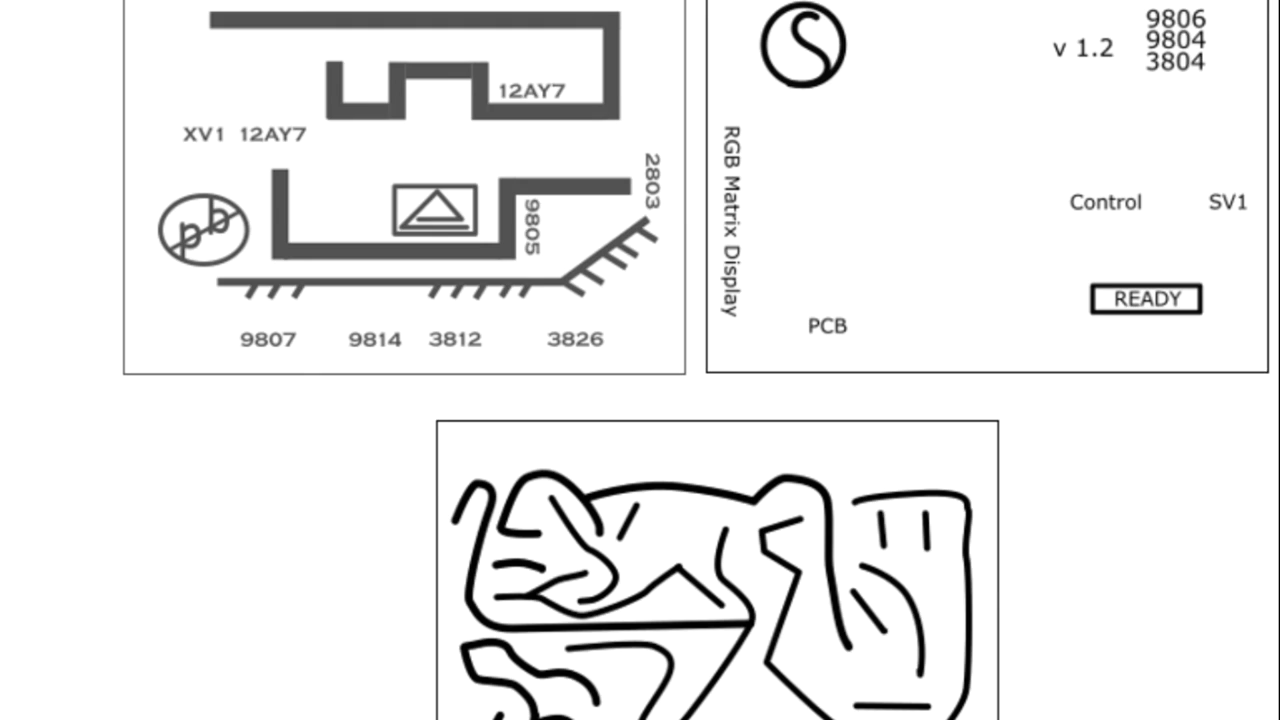 12AY7
XV1 12AY7
2803
pb
9805
9807 9814 3812 3826
S
v 1.2
9806
9804
3804
RGB Matrix Display
Control SV1
READY
PCB